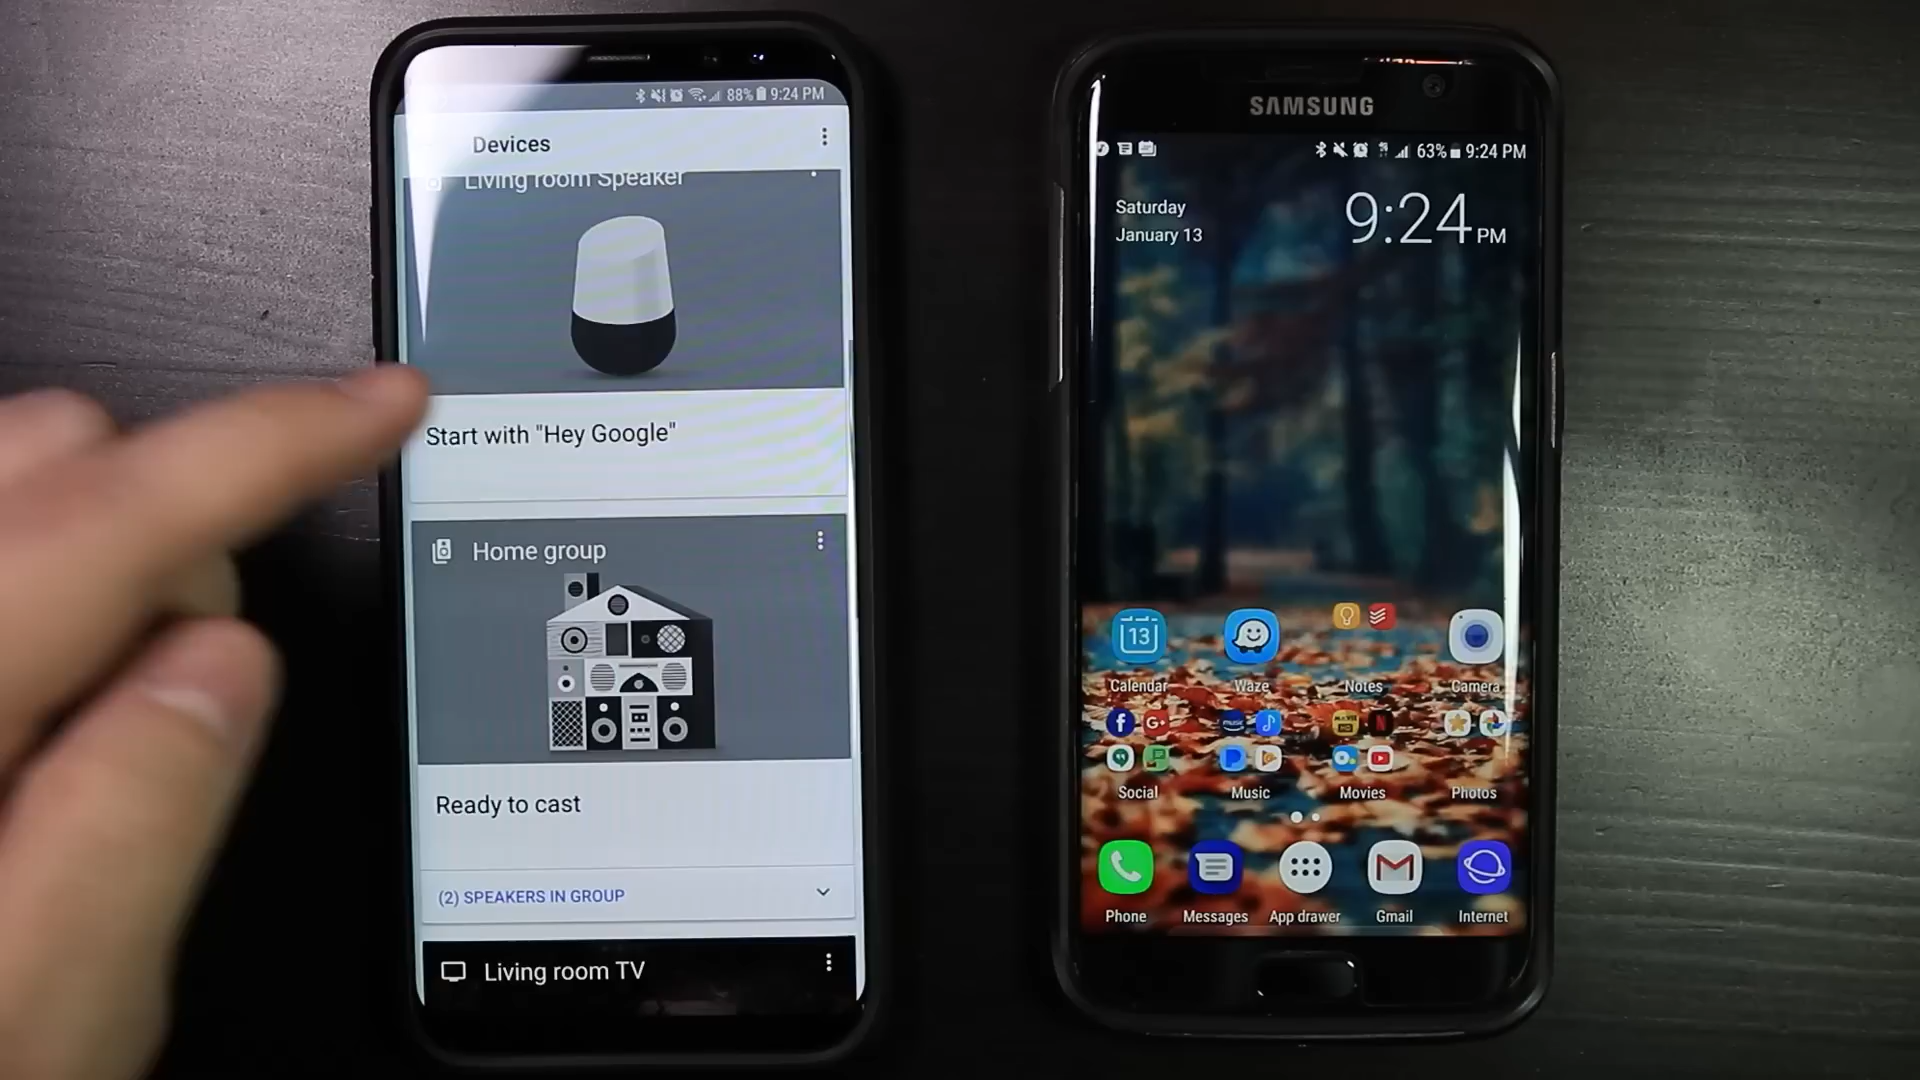 88% 9:24 PM
Devices
Living room Speaker
Start with "Hey Google"
Home group
Ready to cast
(2) SPEAKERS IN GROUP
Living room TV
SAMSUNG
63% 9:24 PM
Saturday
January 13
9:24 PM
13
Calendar
Waze
Notes
Camera
music
Social
Music
Movies
Photos
Phone
Messages
App drawer
Gmail
Internet